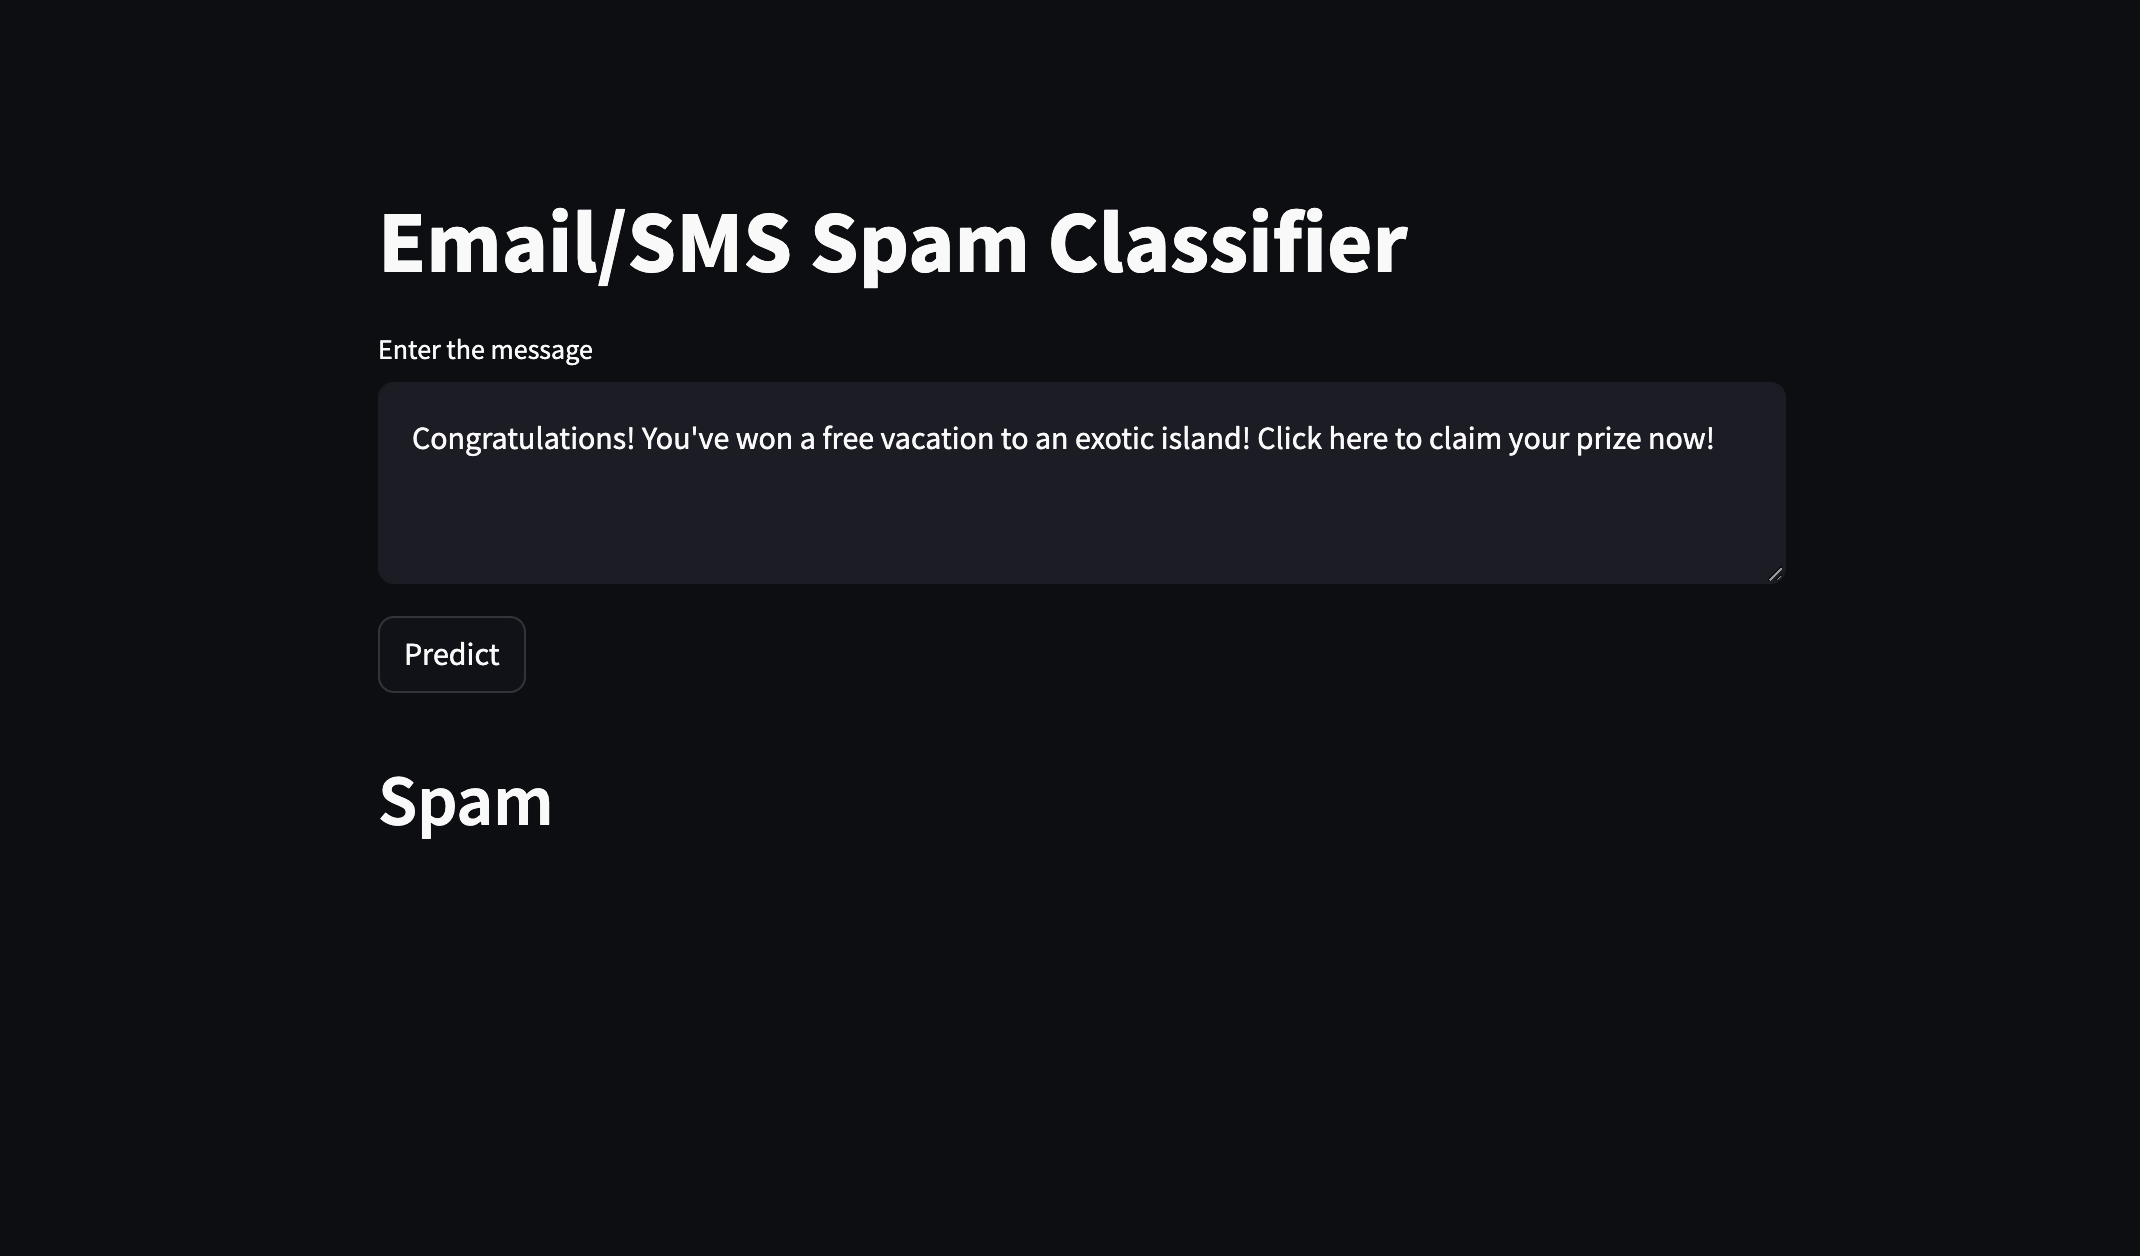 Email/SMS Spam Classifier
Enter the message
Congratulations! You've won a free vacation to an exotic island! Click here to claim your prize now!
Predict
Spam